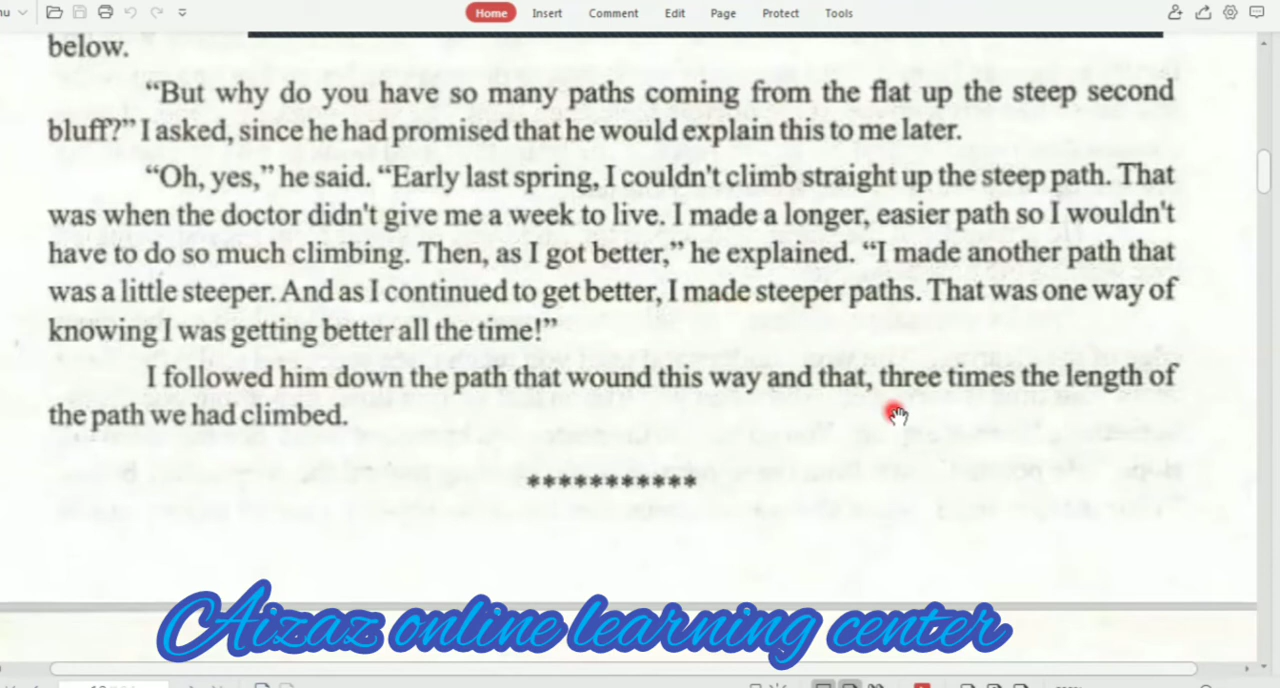 Home Insert Comment Edit Page Protect Tools
below.
“But why do you have so many paths coming from the flat up the steep second
bluff?” I asked, since he had promised that he would explain this to me later.
“Oh, yes,” he said. “Early last spring, I couldn't climb straight up the steep path. That
was when the doctor didn't give me a week to live. I made a longer, easier path so I wouldn't
have to do so much climbing. Then, as I got better,” he explained. “I made another path that
was a little steeper. And as I continued to get better, I made steeper paths. That was one way of
knowing I was getting better all the time!”
I followed him down the path that wound this way and that, three times the length of
the path we had climbed.
***********
Aizaz online learning center